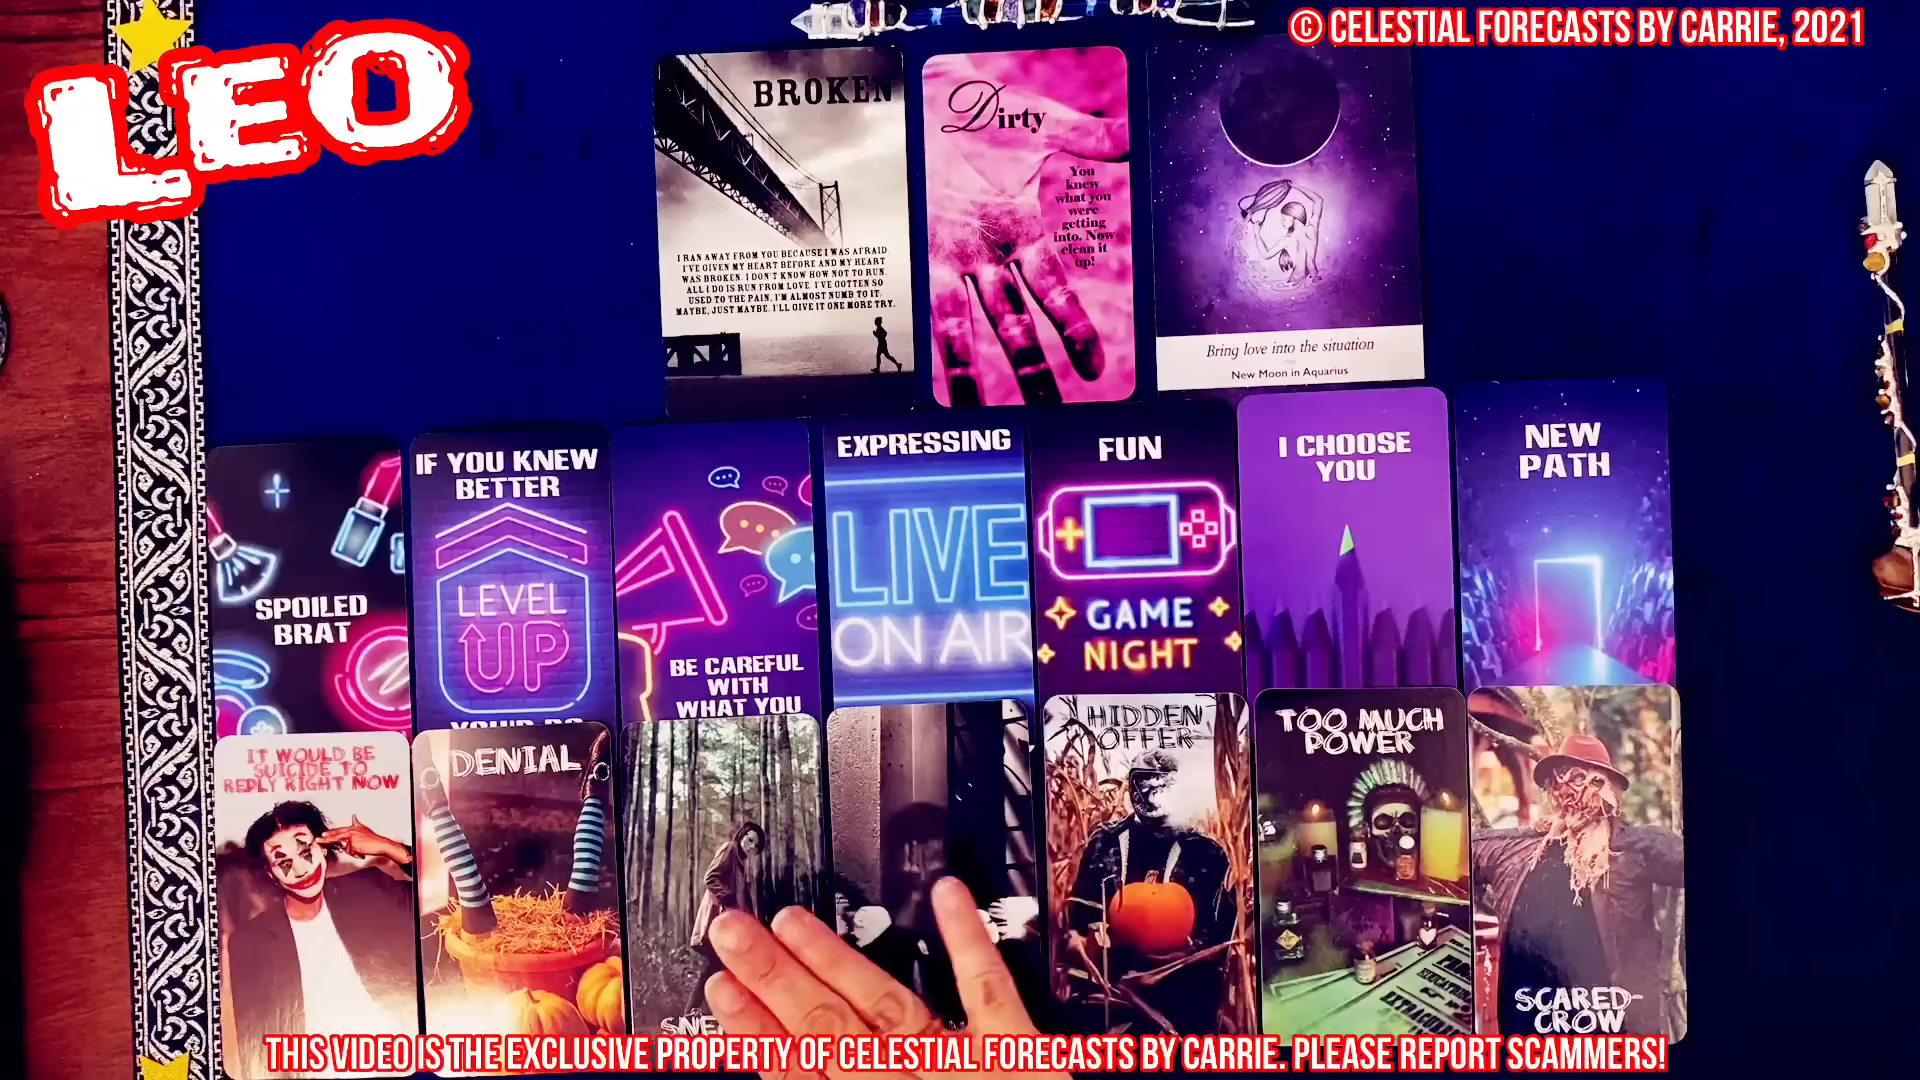 LEO
© CELESTIAL FORECASTS BY CARRIE, 2021
BROKEN
I RAN AWAY FROM YOU BECAUSE I WAS AFRAID.
I'VE GIVEN MY HEART BEFORE AND MY HEART
WAS BROKEN. I DON'T KNOW HOW NOT TO RUN.
ALL I DO IS RUN FROM LOVE. I'VE GOTTEN SO
USED TO THE PAIN, I'M ALMOST NUMB TO IT.
MAYBE, JUST MAYBE. I'LL GIVE IT ONE MORE TRY.
Dirty
You
knew
what you
were
getting
into. Now
clean it
up!
Bring love into the situation
New Moon in Aquarius
SPOILED
BRAT
IF YOU KNEW
BETTER
LEVEL
UP
BE CAREFUL
WITH
WHAT YOU
EXPRESSING
LIVE
ON AIR
FUN
GAME
NIGHT
I CHOOSE
YOU
NEW
PATH
IT WOULD BE
SUICIDE TO
REPLY RIGHT NOW
DENIAL
HIDDEN
OFFER
TOO MUCH
POWER
SCARED-
CROW
THIS VIDEO IS THE EXCLUSIVE PROPERTY OF CELESTIAL FORECASTS BY CARRIE. PLEASE REPORT SCAMMERS!